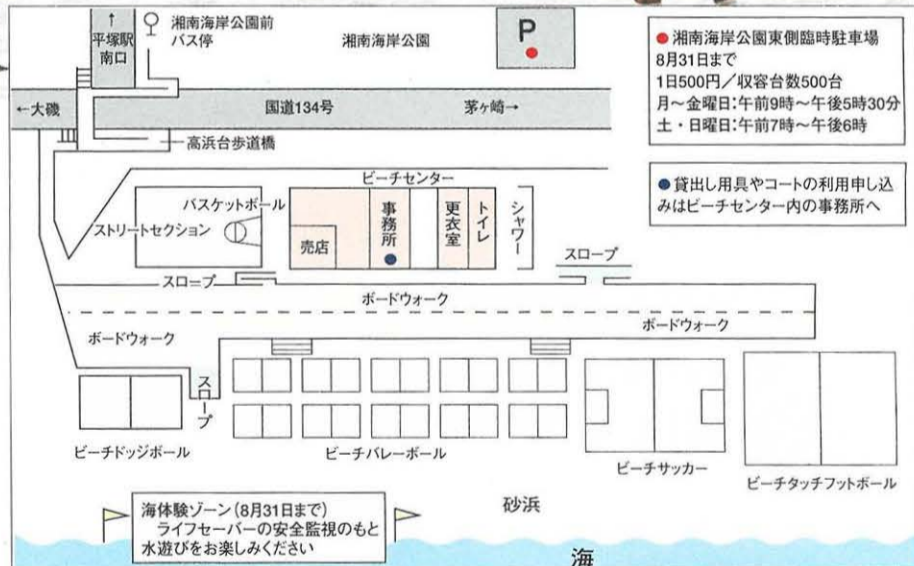 ↑
平塚駅
南口
湘南海岸公園前
バス停
湘南海岸公園
P
●湘南海岸公園東側臨時駐車場
8月31日まで
1日500円／収容台数500台
月～金曜日：午前9時～午後5時30分
土・日曜日：午前7時～午後6時
←大磯
国道134号
茅ヶ崎→
高浜台歩道橋
●貸出し用具やコートの利用申し込
みはビーチセンター内の事務所へ
ビーチセンター
バスケットボール
ストリートセクション
売店
事務所
更衣室
トイレ
シャワー
スロープ
スロープ
ボードウォーク
ボードウォーク
ボードウォーク
スロープ
ビーチドッジボール
ビーチバレーボール
ビーチサッカー
ビーチタッチフットボール
海体験ゾーン（8月31日まで）
ライフセーバーの安全監視のもと
水遊びをお楽しみください
砂浜
海